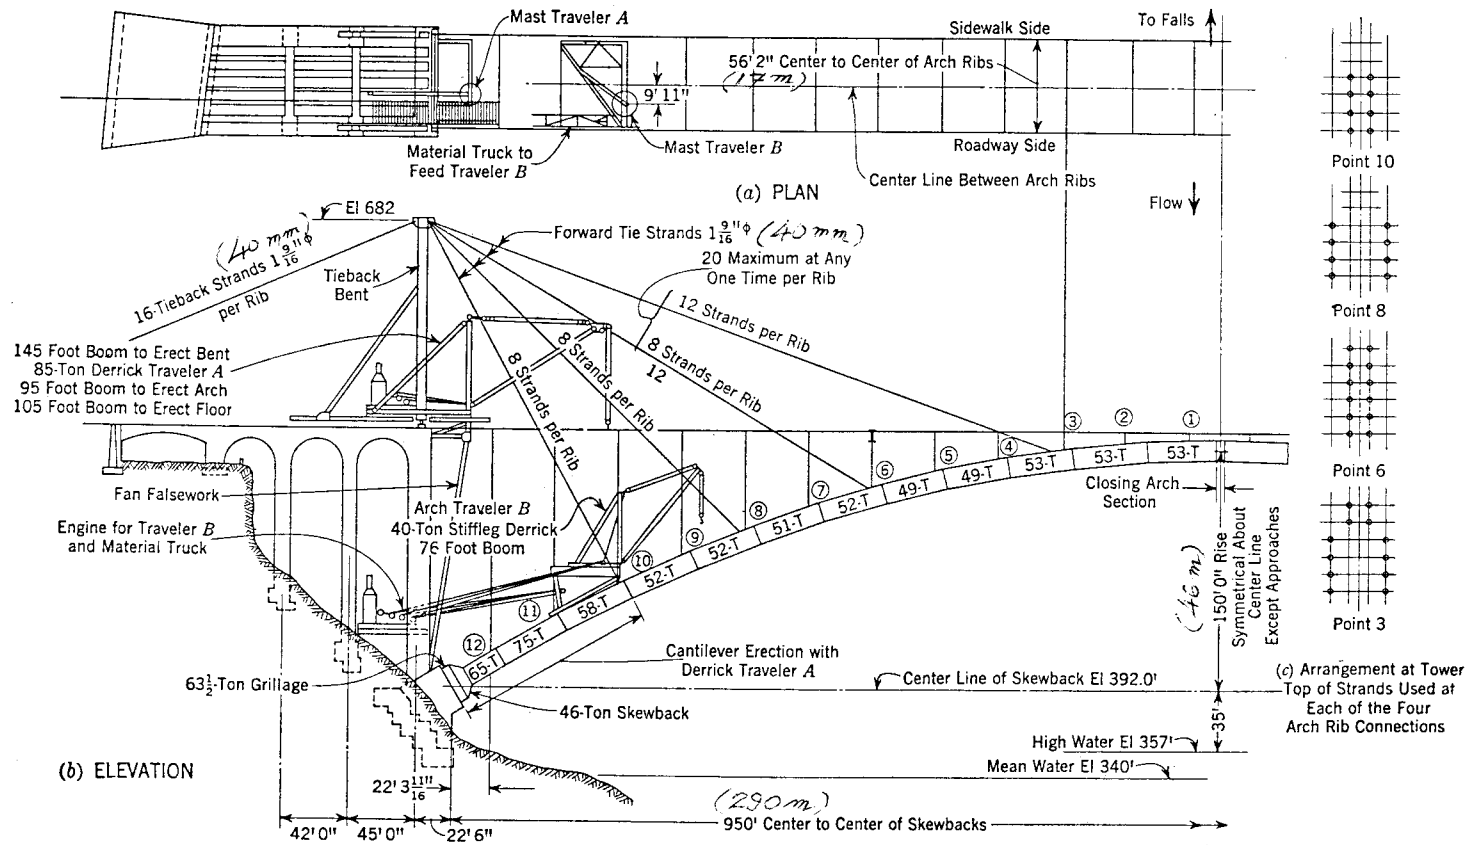 Mast Traveler A
To Falls
Sidewalk Side
56'2" Center to Center of Arch Ribs
(17 m)
9' 11"
Material Truck to
Feed Traveler B
Mast Traveler B
Roadway Side
Center Line Between Arch Ribs
(a) PLAN
Flow
Point 10
El 682
(40 mm)
16-Tieback Strands 1 9/16" ϕ
per Rib
Tieback
Bent
Forward Tie Strands 1 9/16" ϕ (40 mm)
20 Maximum at Any
One Time per Rib
12 Strands per Rib
8 Strands per Rib
12
8 Strands per Rib
8 Strands per Rib
Point 8
145 Foot Boom to Erect Bent
85-Ton Derrick Traveler A
95 Foot Boom to Erect Arch
105 Foot Boom to Erect Floor
① ② ③ ④ ⑤ ⑥ ⑦ ⑧ ⑨ ⑩ ⑪ ⑫
53-T
53-T
53-T
49-T
49-T
52-T
51-T
52-T
52-T
58-T
75-T
65-T
Point 6
Closing Arch
Section
Fan Falsework
Engine for Traveler B
and Material Truck
Arch Traveler B
40-Ton Stiffleg Derrick
76 Foot Boom
(46 m)
150' 0" Rise
Symmetrical About
Center Line
Except Approaches
Point 3
63½-Ton Grillage
46-Ton Skewback
Cantilever Erection with
Derrick Traveler A
Center Line of Skewback El 392.0'
35'
High Water El 357'
Mean Water El 340'
(c) Arrangement at Tower
Top of Strands Used at
Each of the Four
Arch Rib Connections
(b) ELEVATION
22' 3 11/16"
42' 0"
45' 0"
22' 6"
(290 m)
950' Center to Center of Skewbacks